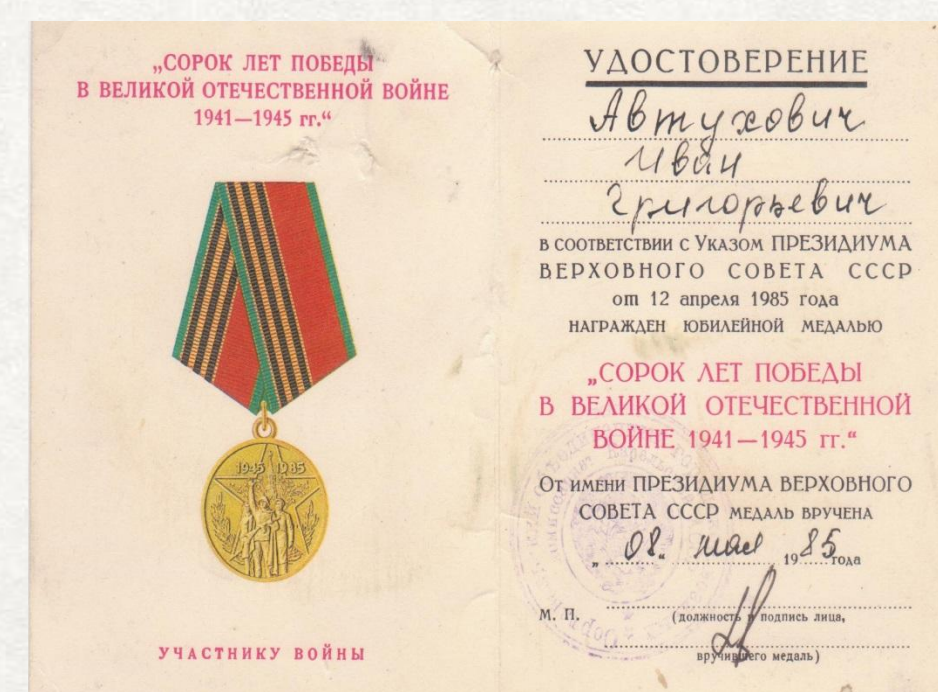 „СОРОК ЛЕТ ПОБЕДЫ
В ВЕЛИКОЙ ОТЕЧЕСТВЕННОЙ ВОЙНЕ
1941—1945 гг.“
1945 1985
УЧАСТНИКУ ВОЙНЫ
УДОСТОВЕРЕНИЕ
Автухович
Иван
Григорьевич
В СООТВЕТСТВИИ С УКАЗОМ ПРЕЗИДИУМА
ВЕРХОВНОГО СОВЕТА СССР
от 12 апреля 1985 года
НАГРАЖДЕН ЮБИЛЕЙНОЙ МЕДАЛЬЮ
„СОРОК ЛЕТ ПОБЕДЫ
В ВЕЛИКОЙ ОТЕЧЕСТВЕННОЙ
ВОЙНЕ 1941—1945 гг.“
ОТ ИМЕНИ ПРЕЗИДИУМА ВЕРХОВНОГО
СОВЕТА СССР МЕДАЛЬ ВРУЧЕНА
„08“ мая 1985 года
М. П. (должность и подпись лица,
вручившего медаль)